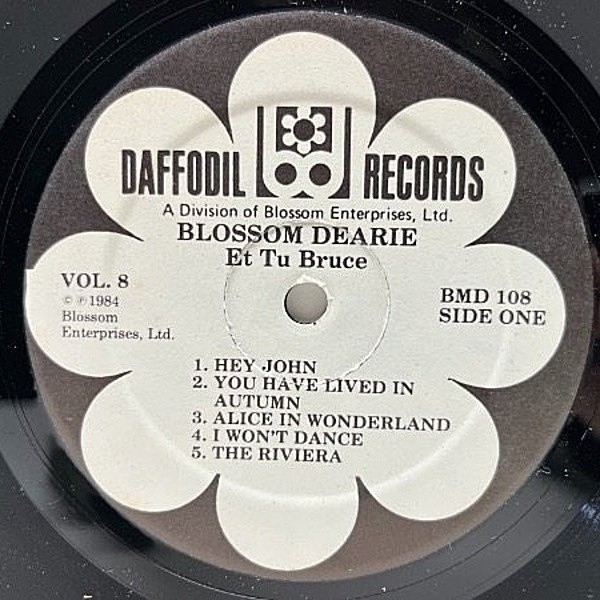 DAFFODIL RECORDS
A Division of Blossom Enterprises, Ltd.
BLOSSOM DEARIE
Et Tu Bruce
VOL. 8
© ℗ 1984
Blossom
Enterprises, Ltd.
BMD 108
SIDE ONE
1. HEY JOHN
2. YOU HAVE LIVED IN
AUTUMN
3. ALICE IN WONDERLAND
4. I WON'T DANCE
5. THE RIVIERA